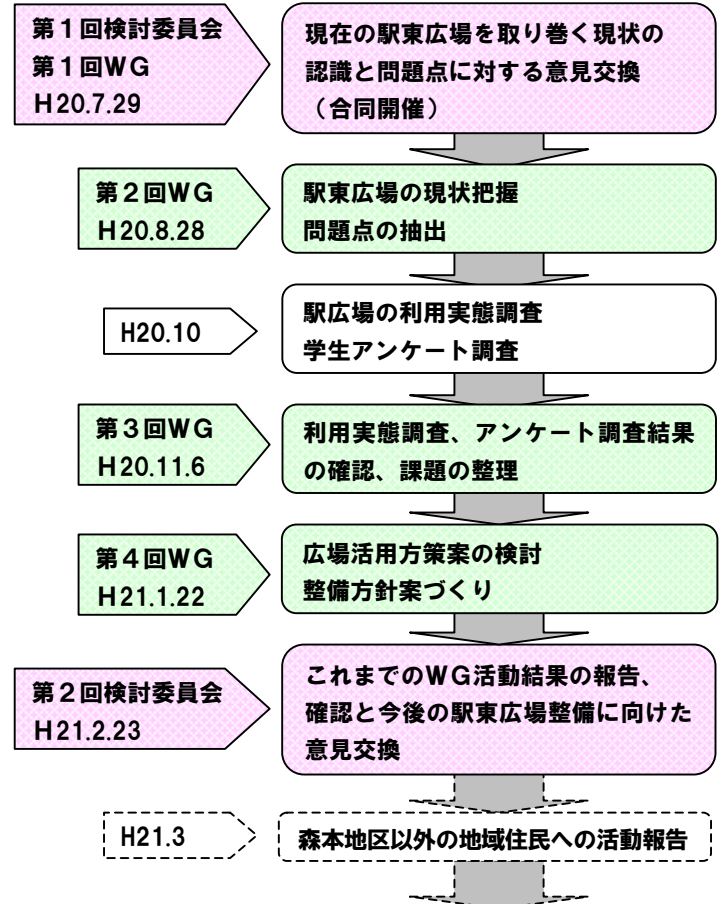 第1回検討委員会
第1回WG
H20.7.29
現在の駅東広場を取り巻く現状の
認識と問題点に対する意見交換
（合同開催）
第2回WG
H20.8.28
駅東広場の現状把握
問題点の抽出
H20.10
駅広場の利用実態調査
学生アンケート調査
第3回WG
H20.11.6
利用実態調査、アンケート調査結果
の確認、課題の整理
第4回WG
H21.1.22
広場活用方策案の検討
整備方針案づくり
第2回検討委員会
H21.2.23
これまでのWG活動結果の報告、
確認と今後の駅東広場整備に向けた
意見交換
H21.3
森本地区以外の地域住民への活動報告